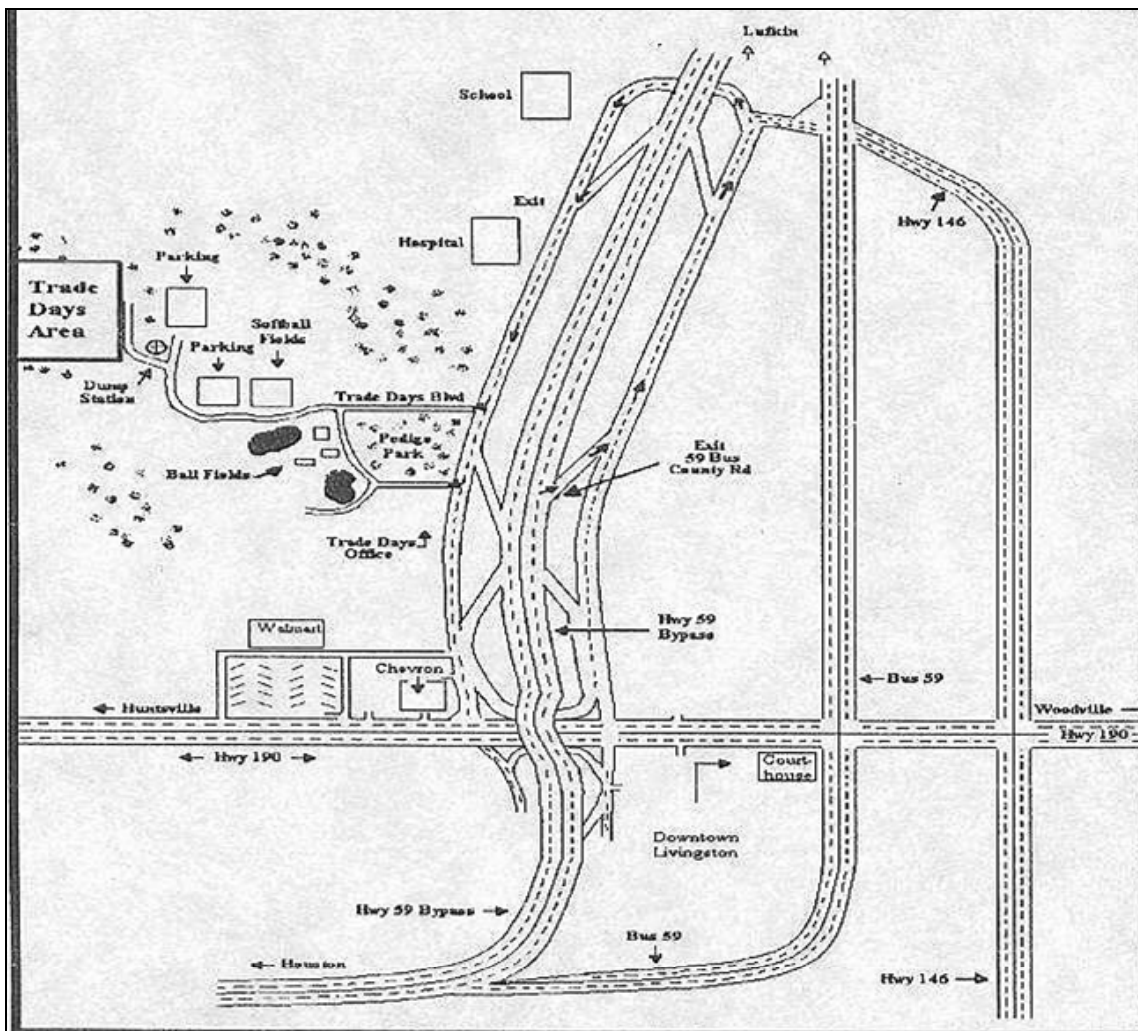 Lufkin
School
Exit
Hospital
Hwy 146
Parking
Trade
Days
Area
Softball
Fields
Parking
Dump
Station
Trade Days Blvd
Pedigo
Park
Exit
59 Bus
County Rd
Ball Fields
Trade Days
Office
Walmart
Hwy 59
Bypass
Chevron
Bus 59
Huntsville
Woodville
Hwy 190
Hwy 190
Court-
house
Downtown
Livingston
Hwy 59 Bypass
Bus 59
Houston
Hwy 146